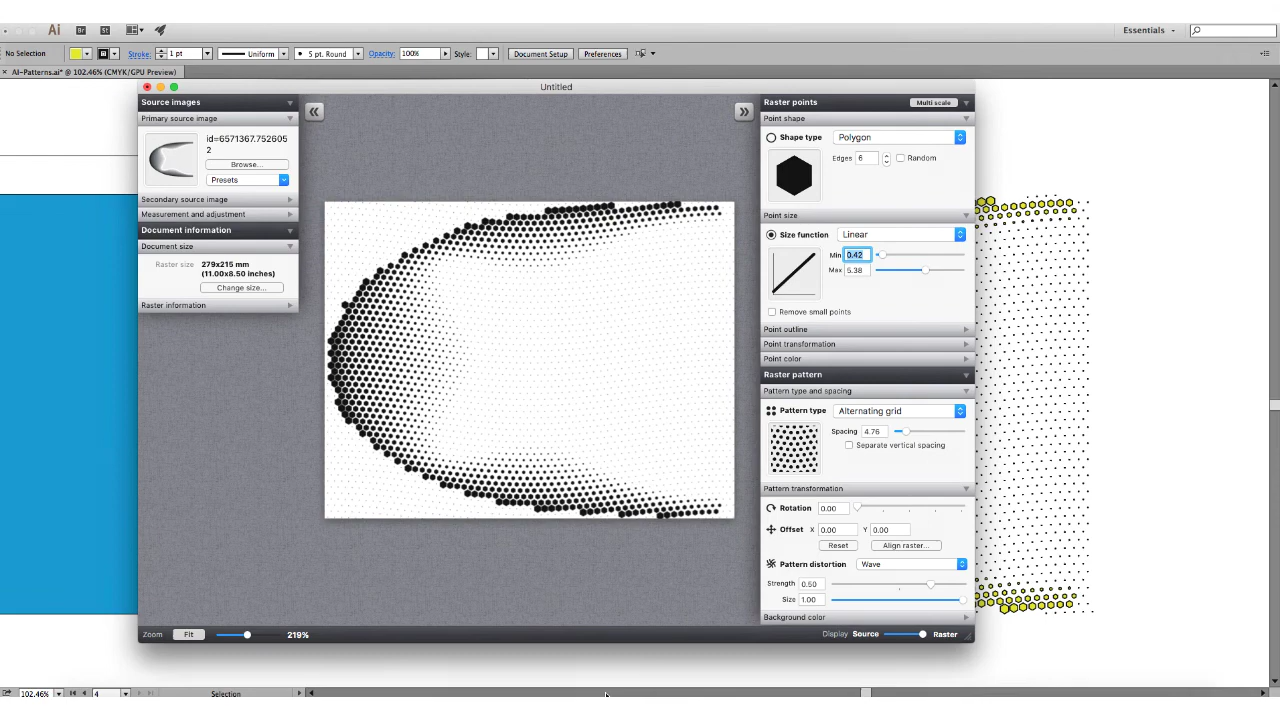 Ai Br St Essentials
No Selection Stroke: 1 pt Uniform 5 pt. Round Opacity: 100% Style: Document Setup Preferences
× AI-Patterns.ai* @ 102.46% (CMYK/GPU Preview)
Untitled
Source images
Primary source image
id=6571367.752605
2
Browse...
Presets
Secondary source image
Measurement and adjustment
Document information
Document size
Raster size 279x215 mm
(11.00x8.50 inches)
Change size...
Raster information
« »
Raster points Multi scale
Point shape
Shape type Polygon
Edges 6 Random
Point size
Size function Linear
Min 0.42
Max 5.38
Remove small points
Point outline
Point transformation
Point color
Raster pattern
Pattern type and spacing
Pattern type Alternating grid
Spacing 4.76
Separate vertical spacing
Pattern transformation
Rotation 0.00
Offset X 0.00 Y 0.00
Reset Align raster...
Pattern distortion Wave
Strength 0.50
Size 1.00
Background color
Zoom Fit 219% Display Source Raster
102.46% 4 Selection